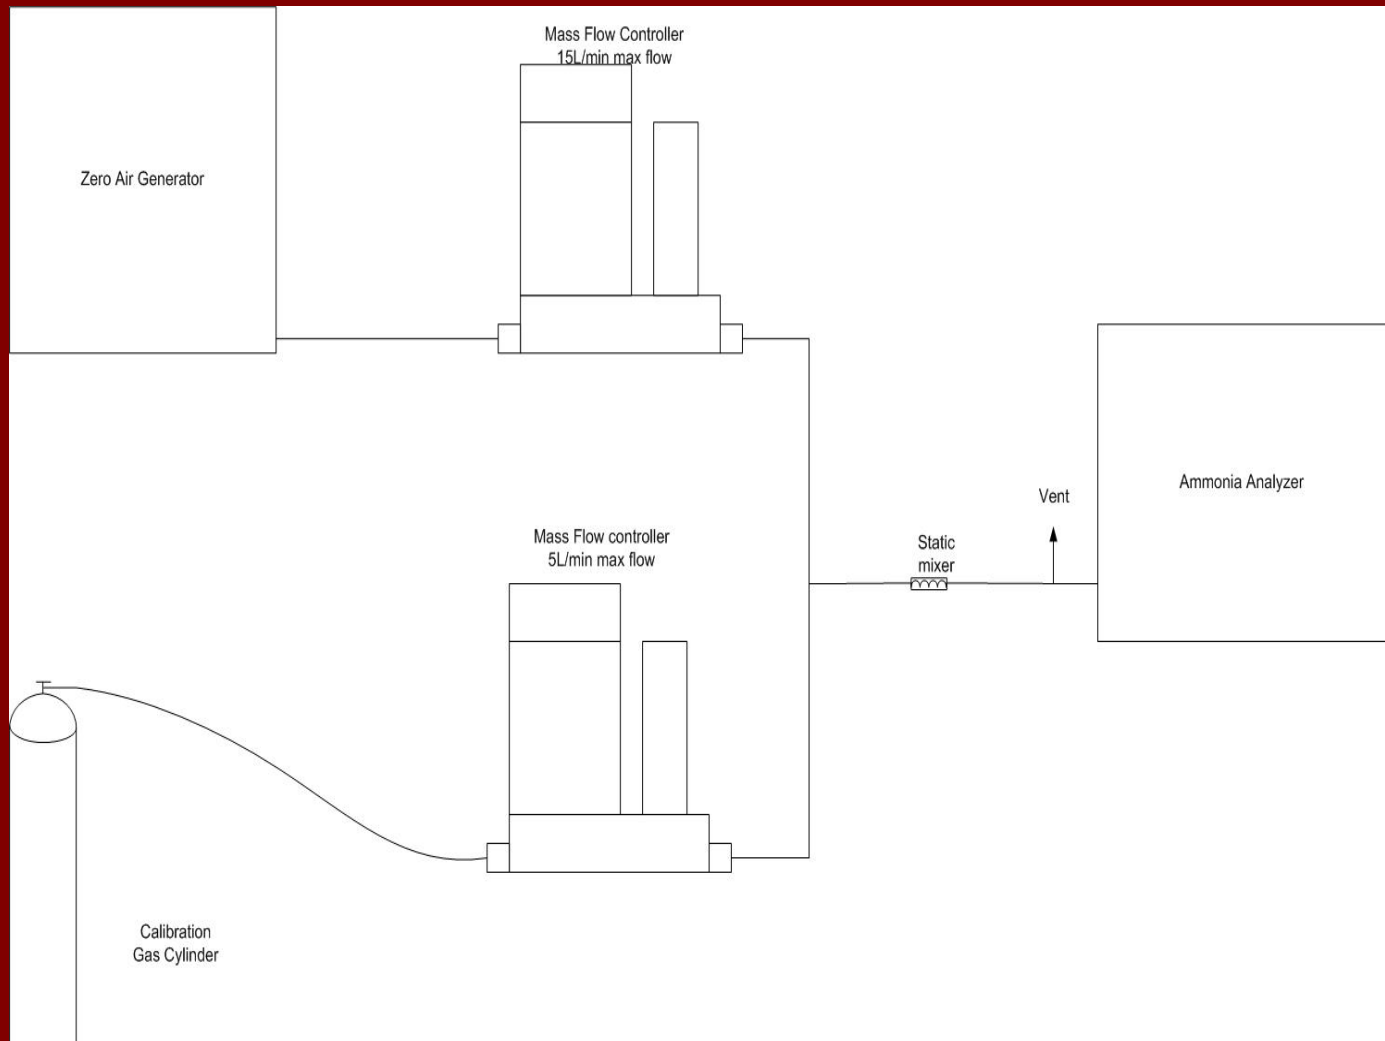 Mass Flow Controller
15L/min max flow
Zero Air Generator
Ammonia Analyzer
Vent
Static
mixer
Mass Flow controller
5L/min max flow
Calibration
Gas Cylinder